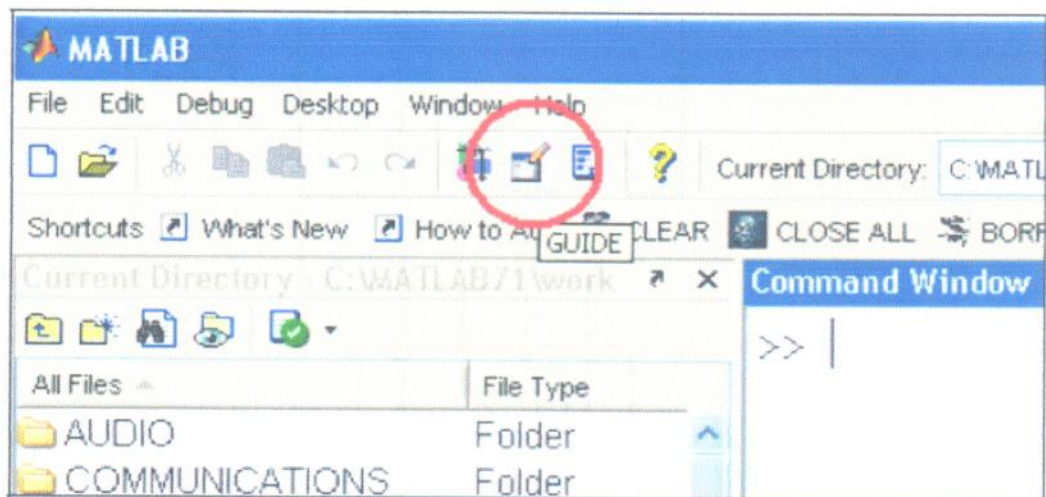 MATLAB
File Edit Debug Desktop Window Help
Current Directory: C:\MATL
Shortcuts What's New How to A CLEAR CLOSE ALL BORR
GUIDE
Current Directory C:\MATLAB71\work
Command Window
>>
All Files File Type
AUDIO Folder
COMMUNICATIONS Folder